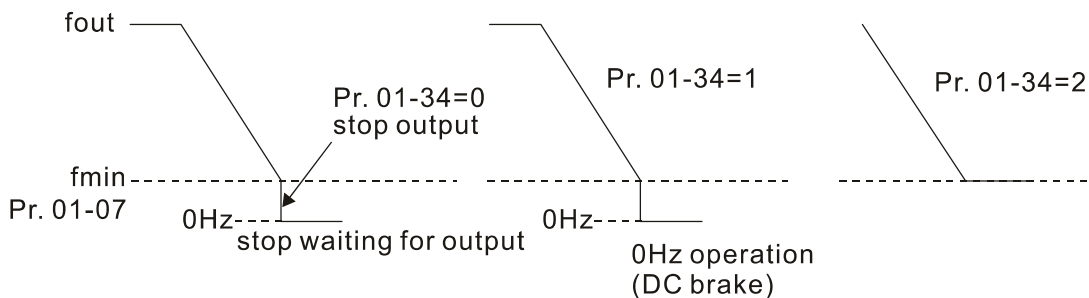 fout
Pr. 01-34=0
stop output
fmin
Pr. 01-07
0Hz
stop waiting for output
Pr. 01-34=1
0Hz
0Hz operation
(DC brake)
Pr. 01-34=2